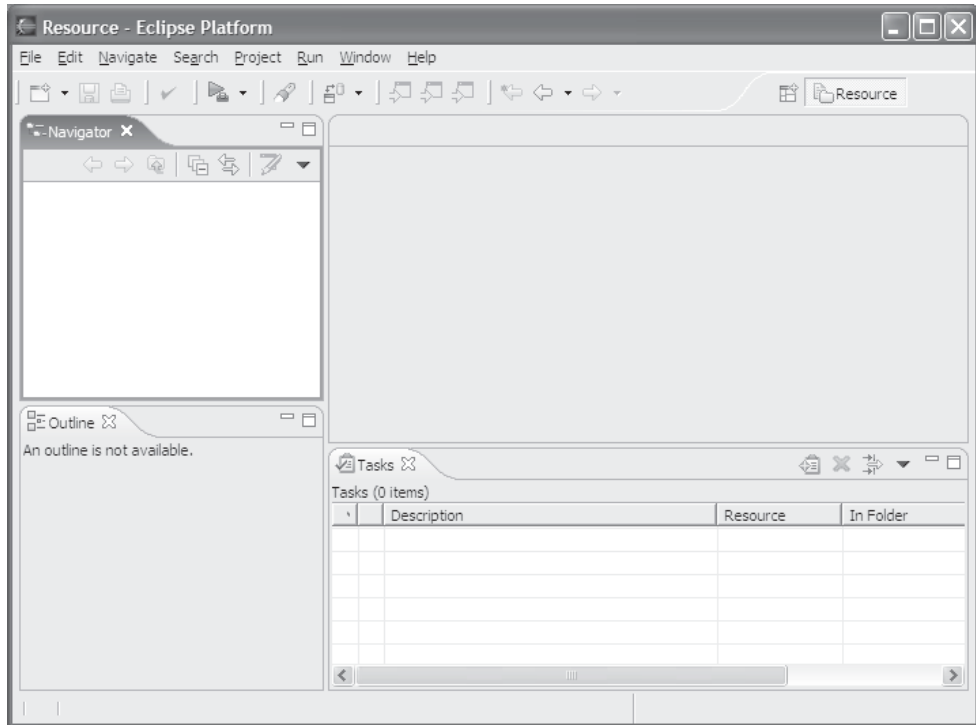 Resource - Eclipse Platform
File Edit Navigate Search Project Run Window Help
Resource
Navigator
Outline
An outline is not available.
Tasks
Tasks (0 items)
Description Resource In Folder